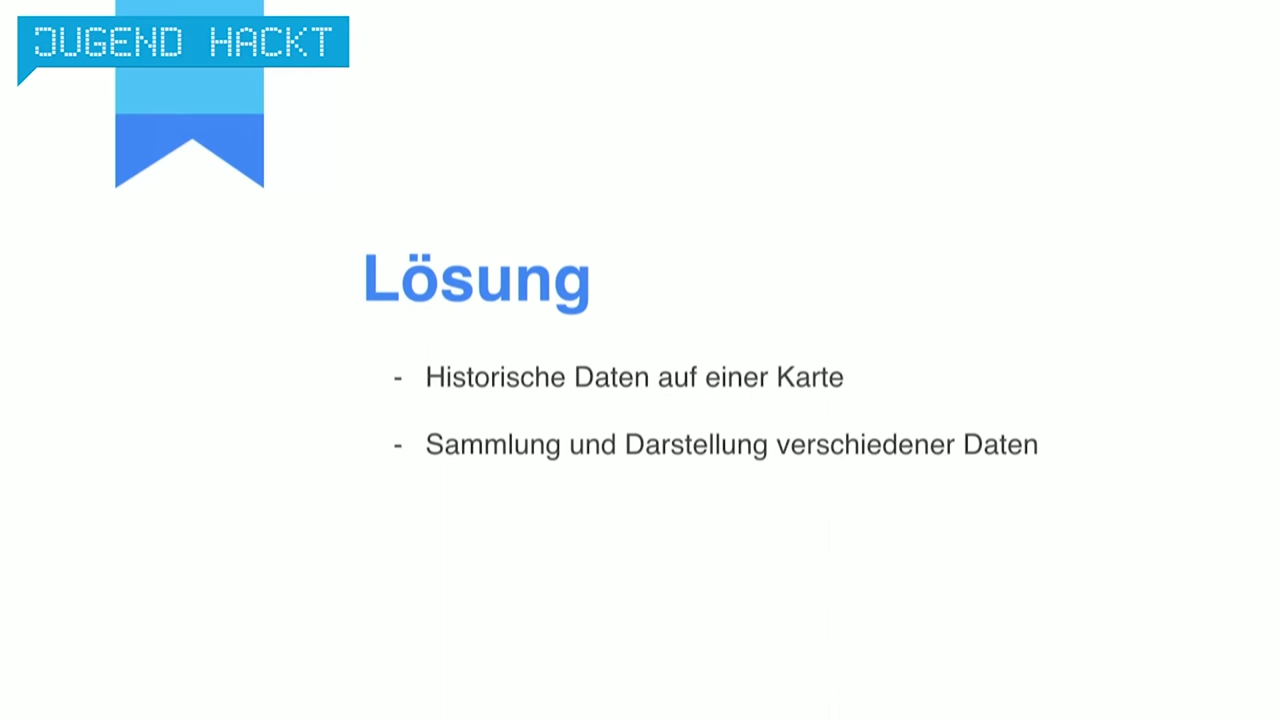 JUGEND HACKT
Lösung
- Historische Daten auf einer Karte
- Sammlung und Darstellung verschiedener Daten